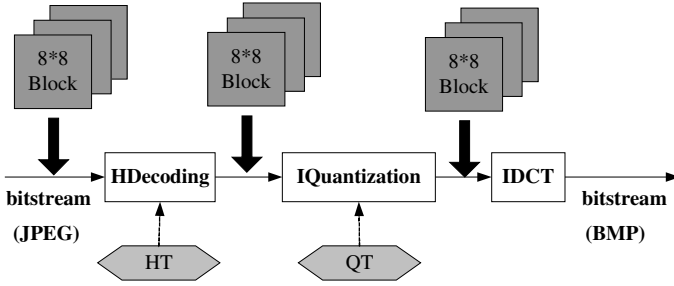 8*8
Block
8*8
Block
8*8
Block
HDecoding
IQuantization
IDCT
bitstream
(JPEG)
bitstream
(BMP)
HT
QT